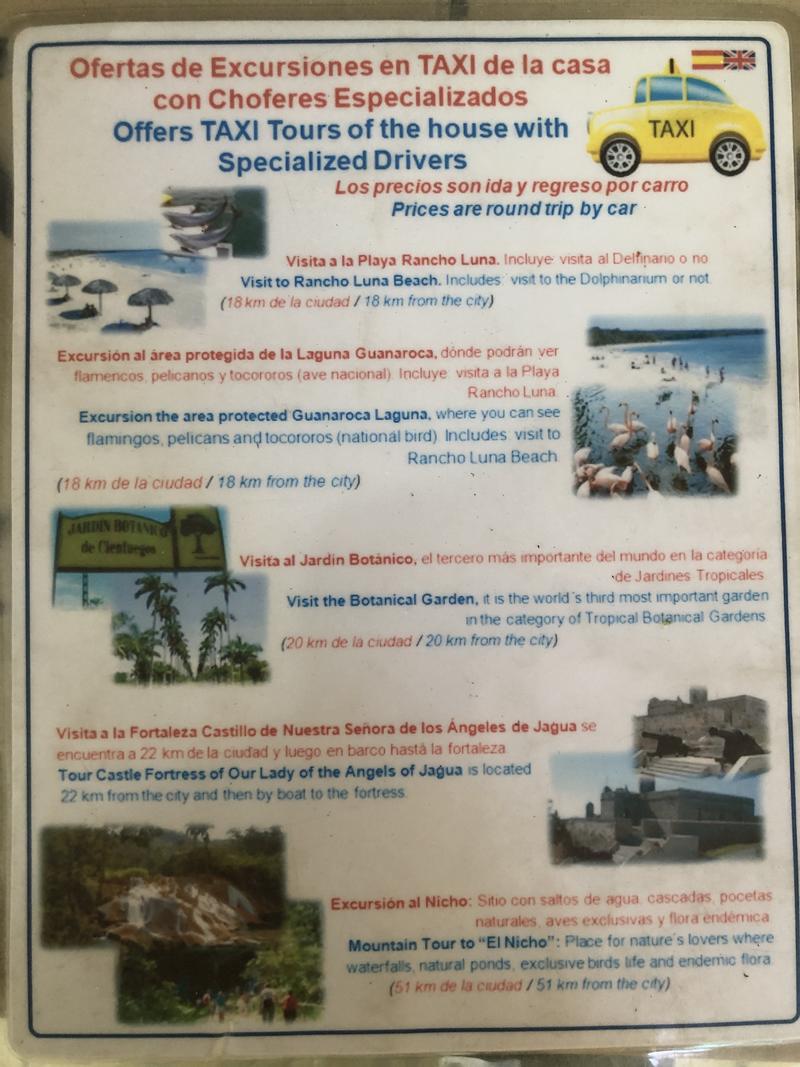 Ofertas de Excursiones en TAXI de la casa
con Choferes Especializados
Offers TAXI Tours of the house with
Specialized Drivers
TAXI
Los precios son ida y regreso por carro
Prices are round trip by car
Visita a la Playa Rancho Luna. Incluye visita al Delfinario o no
Visit to Rancho Luna Beach. Includes visit to the Dolphinarium or not
(18 km de la ciudad / 18 km from the city)
Excursión al área protegida de la Laguna Guanaroca, dónde podrán ver
flamencos, pelicanos y tocororos (ave nacional). Incluye visita a la Playa
Rancho Luna.
Excursion the area protected Guanaroca Laguna, where you can see
flamingos, pelicans and tocororos (national bird). Includes visit to
Rancho Luna Beach
(18 km de la ciudad / 18 km from the city)
JARDIN BOTANICO
de Cienfuegos
Visita al Jardín Botánico, el tercero más importante del mundo en la categoría
de Jardines Tropicales.
Visit the Botanical Garden, it is the world´s third most important garden
in the category of Tropical Botanical Gardens.
(20 km de la ciudad / 20 km from the city)
Visita a la Fortaleza Castillo de Nuestra Señora de los Ángeles de Jagua se
encuentra a 22 km de la ciudad y luego en barco hasta la fortaleza.
Tour Castle Fortress of Our Lady of the Angels of Jagua is located
22 km from the city and then by boat to the fortress.
Excursión al Nicho: Sitio con saltos de agua, cascadas, pocetas
naturales, aves exclusivas y flora endémica.
Mountain Tour to “El Nicho”: Place for nature´s lovers where
waterfalls, natural ponds, exclusive birds life and endemic flora.
(51 km de la ciudad / 51 km from the city)